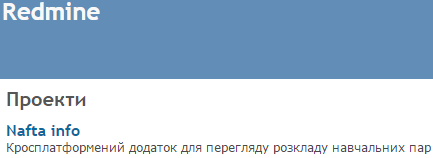 Redmine
Проекти
Nafta info
Кросплатформений додаток для перегляду розкладу навчальних пар